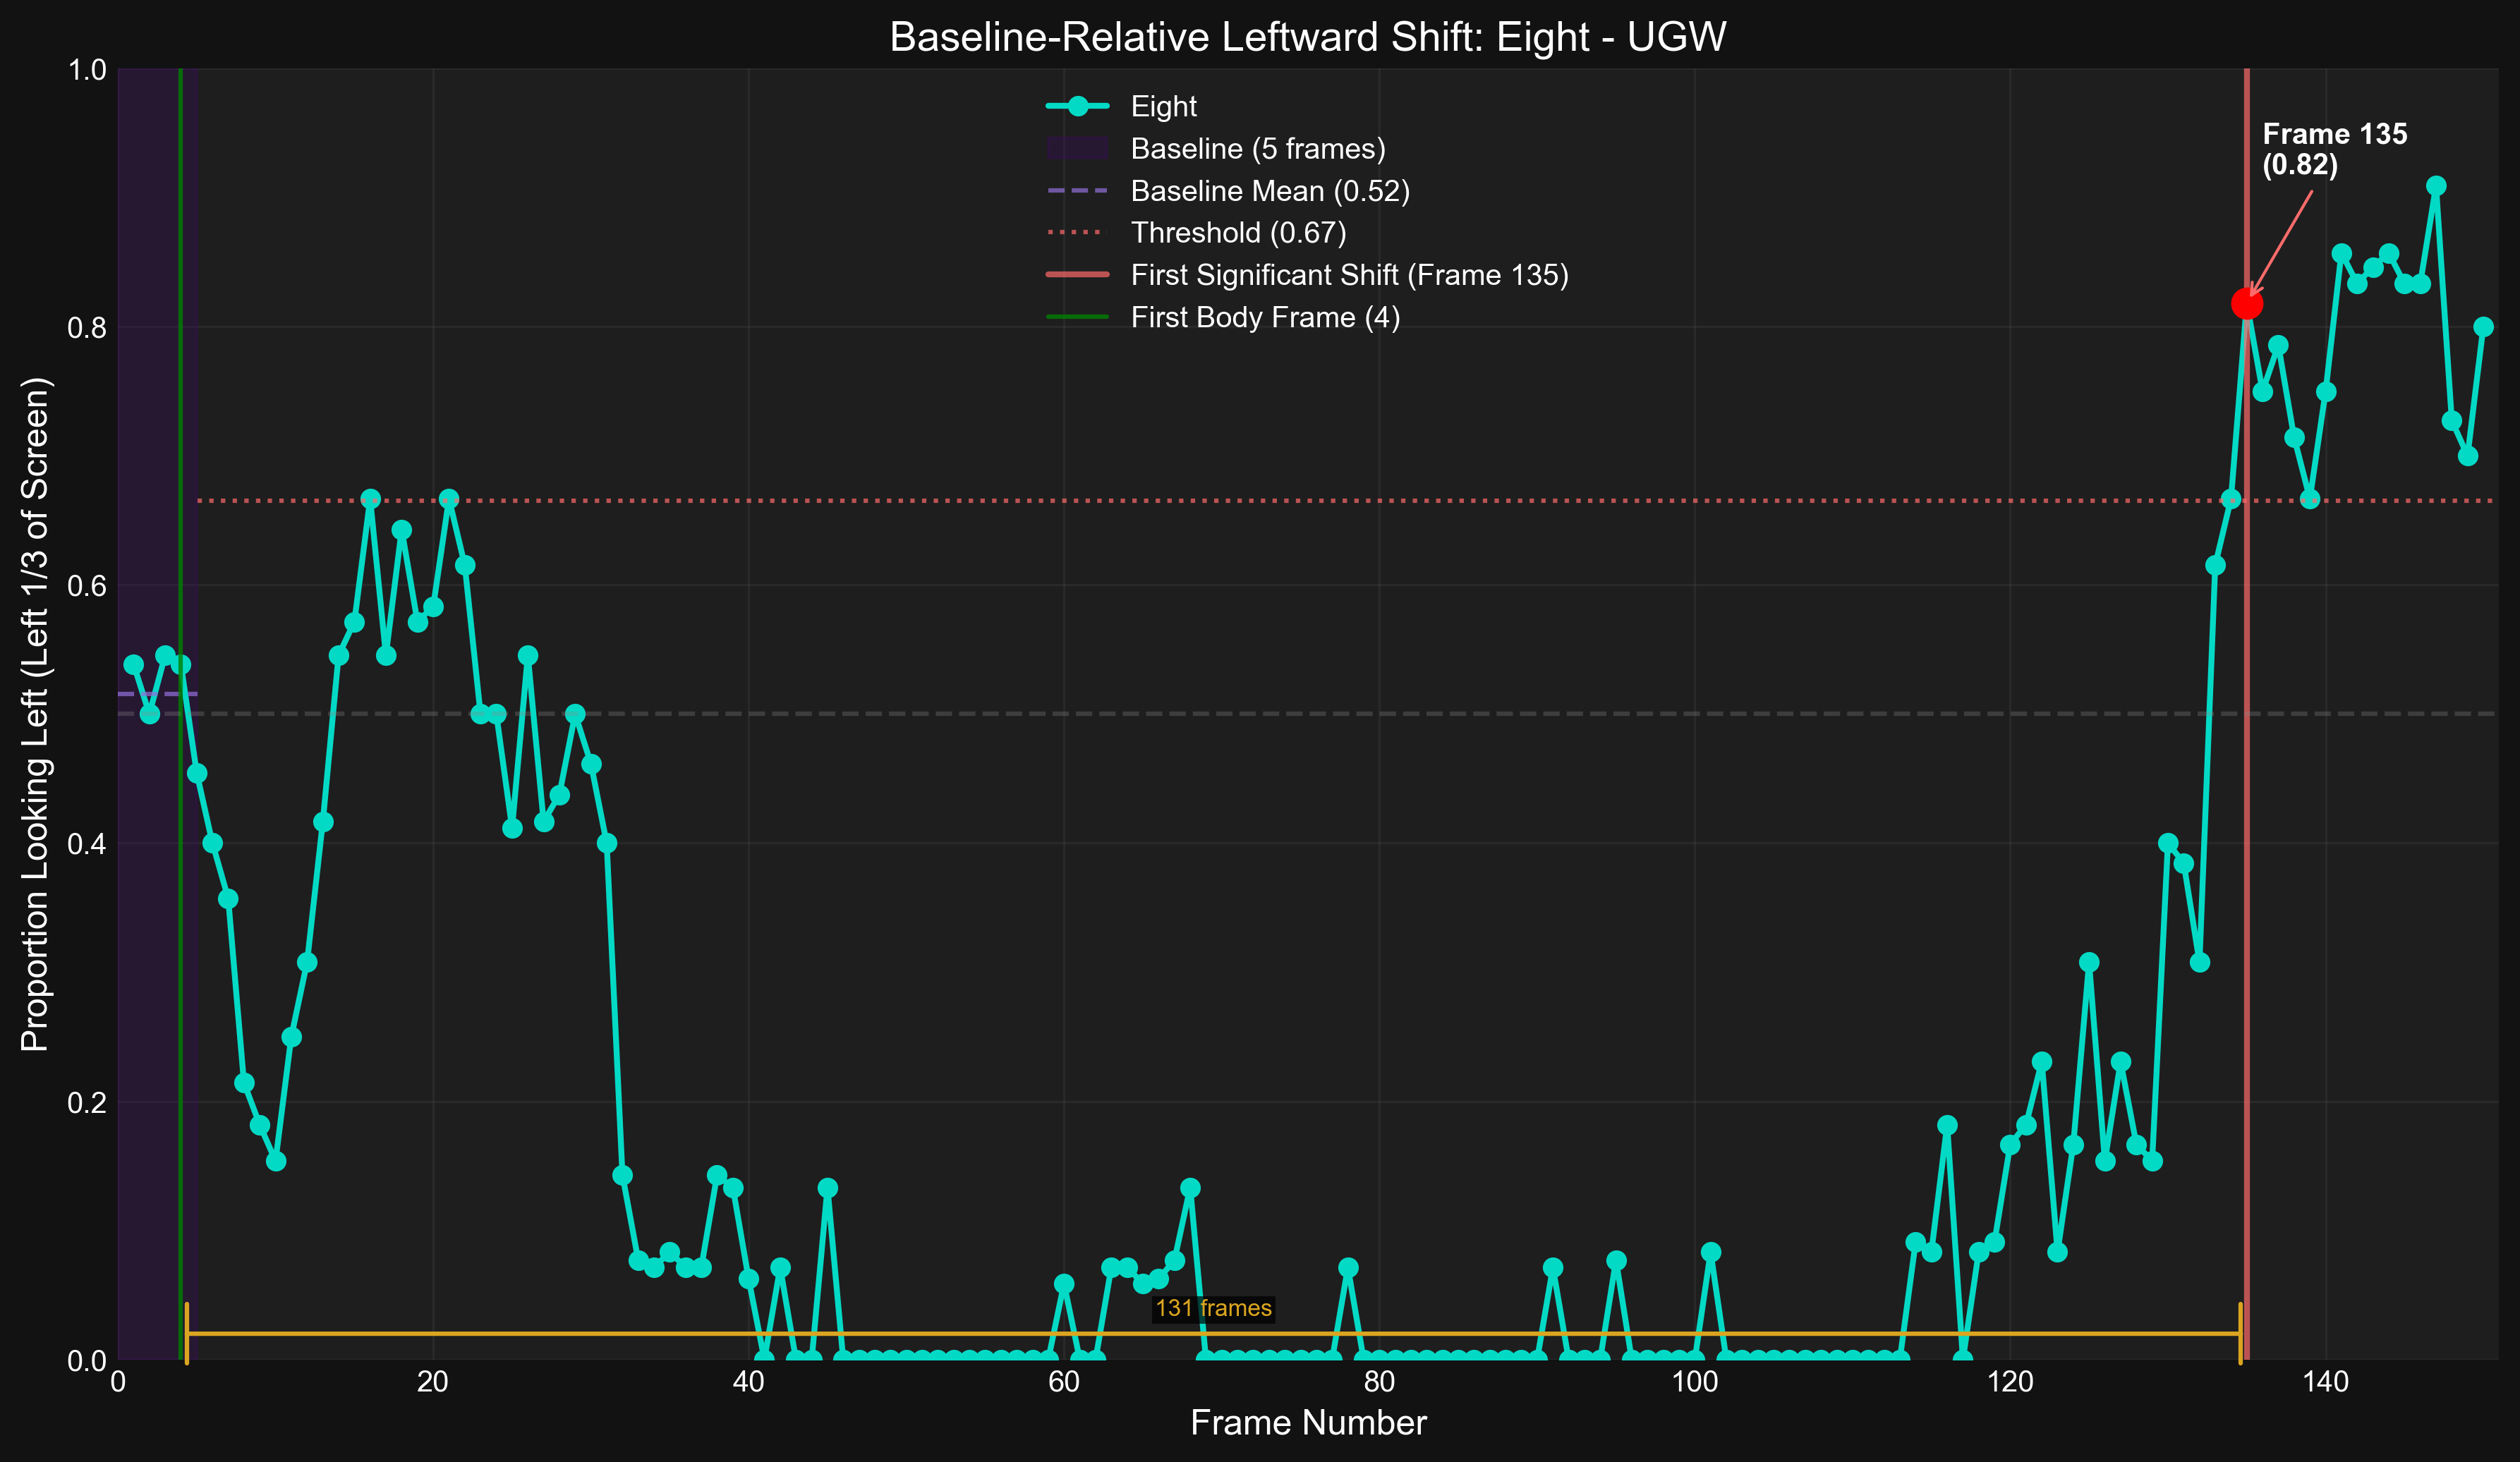 Baseline-Relative Leftward Shift: Eight - UGW
Eight
Baseline (5 frames)
Baseline Mean (0.52)
Threshold (0.67)
First Significant Shift (Frame 135)
First Body Frame (4)
Frame 135
(0.82)
Proportion Looking Left (Left 1/3 of Screen)
1.0
0.8
0.6
0.4
0.2
0.0
131 frames
0 20 40 60 80 100 120 140
Frame Number